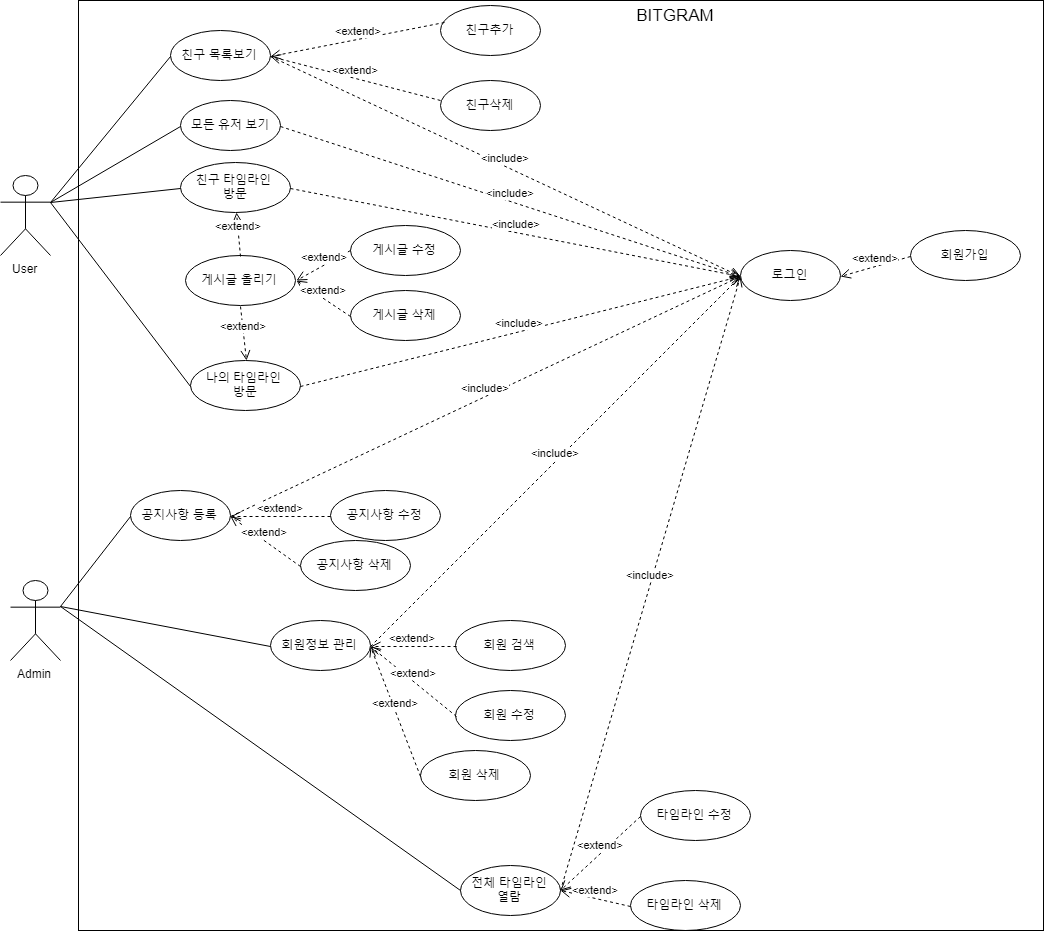 BITGRAM
<extend>
친구추가
친구 목록보기
<extend>
친구삭제
모든 유저 보기
<include>
친구 타임라인
방문
<include>
<include>
<extend>
User
게시글 올리기
<extend>
게시글 수정
<extend>
게시글 삭제
로그인
<extend>
회원가입
<extend>
<include>
나의 타임라인
방문
<include>
<include>
공지사항 등록
<extend>
공지사항 수정
<extend>
공지사항 삭제
<include>
Admin
회원정보 관리
<extend>
회원 검색
<extend>
회원 수정
<extend>
회원 삭제
타임라인 수정
<extend>
전체 타임라인
열람
<extend>
타임라인 삭제